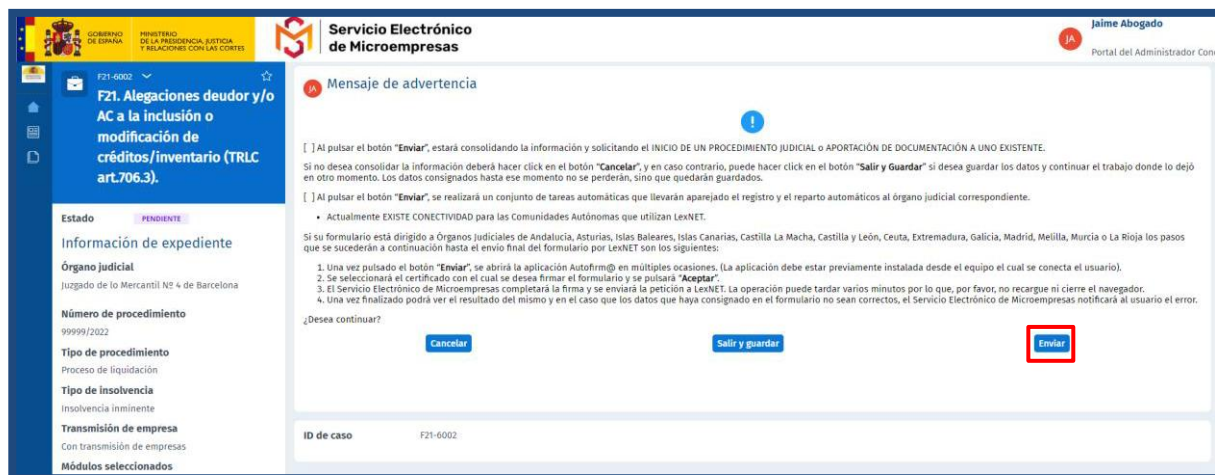 GOBIERNO
DE ESPAÑA
MINISTERIO
DE LA PRESIDENCIA, JUSTICIA
Y RELACIONES CON LAS CORTES
Servicio Electrónico
de Microempresas
JA
Jaime Abogado
Portal del Administrador Con
F21-6002
F21. Alegaciones deudor y/o
AC a la inclusión o
modificación de
créditos/inventario (TRLC
art.706.3).
Estado PENDIENTE
Información de expediente
Órgano judicial
Juzgado de lo Mercantil Nº 4 de Barcelona
Número de procedimiento
99999/2022
Tipo de procedimiento
Proceso de liquidación
Tipo de insolvencia
Insolvencia inminente
Transmisión de empresa
Con transmisión de empresas
Módulos seleccionados
JA Mensaje de advertencia
!
[ ] Al pulsar el botón "Enviar", estará consolidando la información y solicitando el INICIO DE UN PROCEDIMIENTO JUDICIAL o APORTACIÓN DE DOCUMENTACIÓN A UNO EXISTENTE.
Si no desea consolidar la información deberá hacer click en el botón "Cancelar", y en caso contrario, puede hacer click en el botón "Salir y Guardar" si desea guardar los datos y continuar el trabajo donde lo dejó
en otro momento. Los datos consignados hasta ese momento no se perderán, sino que quedarán guardados.
[ ] Al pulsar el botón "Enviar", se realizará un conjunto de tareas automáticas que llevarán aparejado el registro y el reparto automáticos al órgano judicial correspondiente.
• Actualmente EXISTE CONECTIVIDAD para las Comunidades Autónomas que utilizan LexNET.
Si su formulario está dirigido a Órganos Judiciales de Andalucía, Asturias, Islas Baleares, Islas Canarias, Castilla La Macha, Castilla y León, Ceuta, Extremadura, Galicia, Madrid, Melilla, Murcia o La Rioja los pasos
que se sucederán a continuación hasta el envío final del formulario por LexNET son los siguientes:
1. Una vez pulsado el botón "Enviar", se abrirá la aplicación Autofirm@ en múltiples ocasiones. (La aplicación debe estar previamente instalada desde el equipo el cual se conecta el usuario).
2. Se seleccionará el certificado con el cual se desea firmar el formulario y se pulsará "Aceptar".
3. El Servicio Electrónico de Microempresas completará la firma y se enviará la petición a LexNET. La operación puede tardar varios minutos por lo que, por favor, no recargue ni cierre el navegador.
4. Una vez finalizado podrá ver el resultado del mismo y en el caso que los datos que haya consignado en el formulario no sean correctos, el Servicio Electrónico de Microempresas notificará al usuario el error.
¿Desea continuar?
Cancelar Salir y guardar Enviar
ID de caso F21-6002